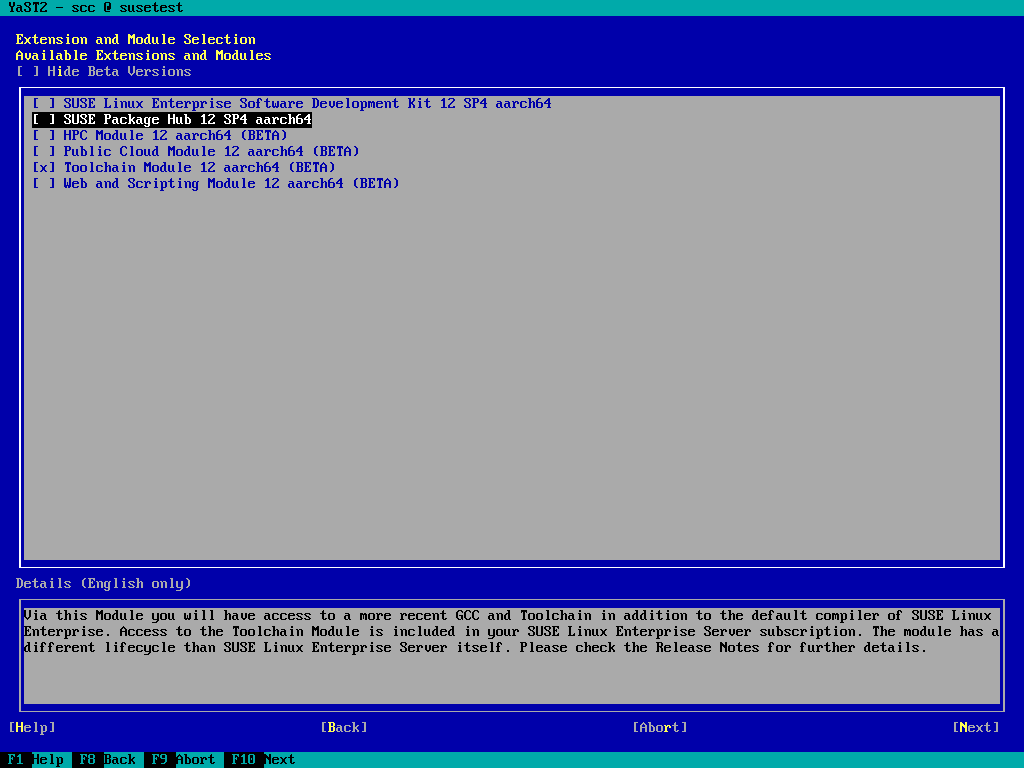 YaST2 - scc @ susetest
Extension and Module Selection
Available Extensions and Modules
[ ] Hide Beta Versions
[ ] SUSE Linux Enterprise Software Development Kit 12 SP4 aarch64
[ ] SUSE Package Hub 12 SP4 aarch64
[ ] HPC Module 12 aarch64 (BETA)
[ ] Public Cloud Module 12 aarch64 (BETA)
[x] Toolchain Module 12 aarch64 (BETA)
[ ] Web and Scripting Module 12 aarch64 (BETA)
Details (English only)
Via this Module you will have access to a more recent GCC and Toolchain in addition to the default compiler of SUSE Linux
Enterprise. Access to the Toolchain Module is included in your SUSE Linux Enterprise Server subscription. The module has a
different lifecycle than SUSE Linux Enterprise Server itself. Please check the Release Notes for further details.
[Help] [Back] [Abort] [Next]
F1 Help F8 Back F9 Abort F10 Next